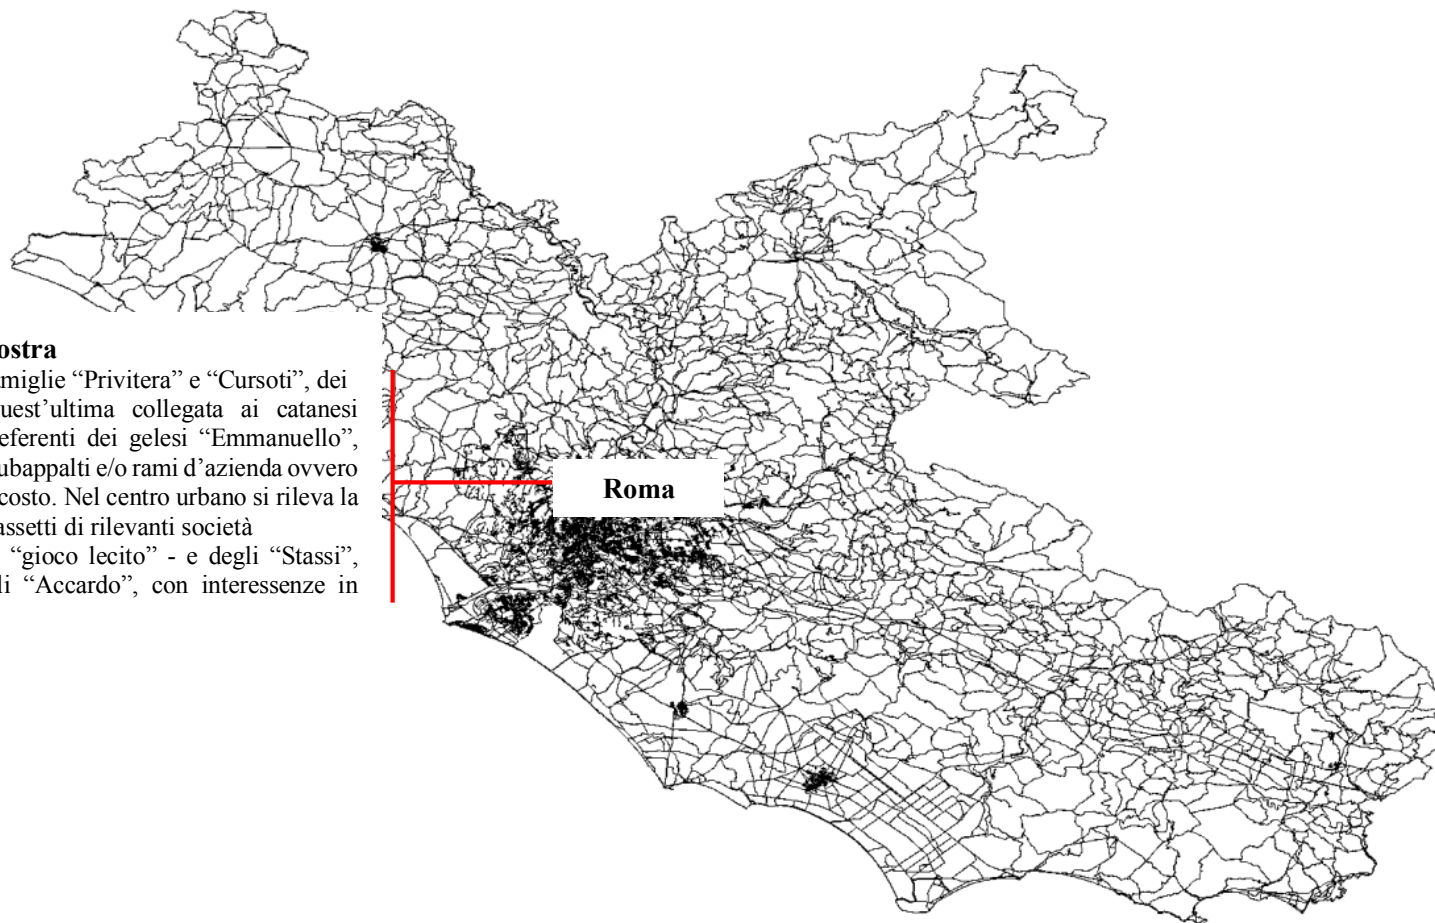 ostra
amiglie “Privitera” e “Cursoti”, dei
uest’ultima collegata ai catanesi
eferenti dei gelesi “Emmanuello”,
ubappalti e/o rami d’azienda ovvero
costo. Nel centro urbano si rileva la
assetti di rilevanti società
“gioco lecito” - e degli “Stassi”,
li “Accardo”, con interessenze in
Roma